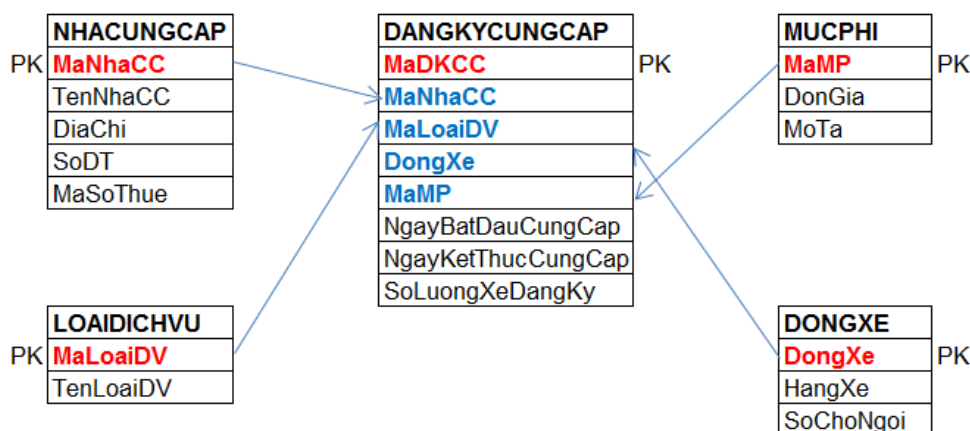 NHACUNGCAP
PK MaNhaCC
TenNhaCC
DiaChi
SoDT
MaSoThue
DANGKYCUNGCAP
MaDKCC PK
MaNhaCC
MaLoaiDV
DongXe
MaMP
NgayBatDauCungCap
NgayKetThucCungCap
SoLuongXeDangKy
MUCPHI
MaMP PK
DonGia
MoTa
LOAIDICHVU
PK MaLoaiDV
TenLoaiDV
DONGXE
DongXe PK
HangXe
SoChoNgoi